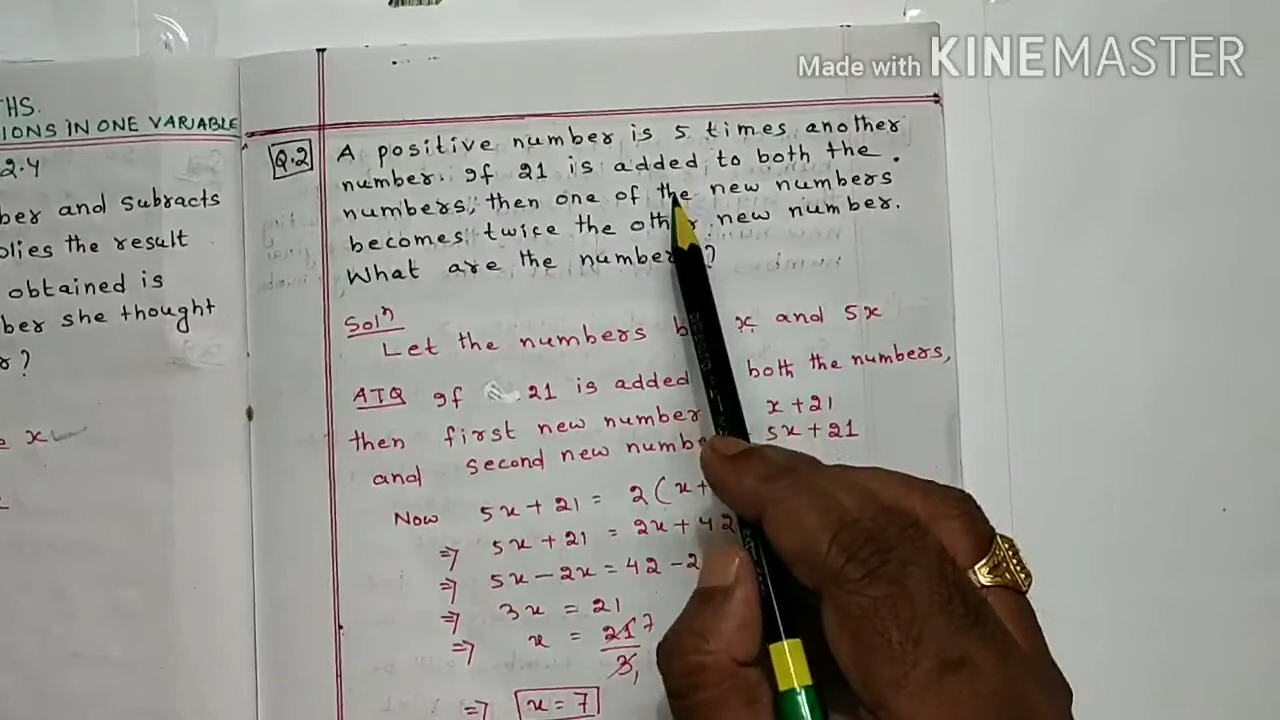 Made with KINEMASTER
THS.
IONS IN ONE VARIABLE
2.4
ber and subracts
plies the result
obtained is
ber she thought
r?
x
Q.2 A positive number is 5 times another
number. If 21 is added to both the.
numbers, then one of the new numbers
becomes twice the other new number.
What are the number ?
Solⁿ
Let the numbers b x and 5x
ATQ If 21 is added both the numbers,
then first new number x+21
and second new numbe 5x+21
Now 5x+21 = 2(x+
⇒ 5x+21 = 2x+42
⇒ 5x-2x = 42-2
⇒ 3x = 21
⇒ x = 21 7
3 1
⇒ x = 7